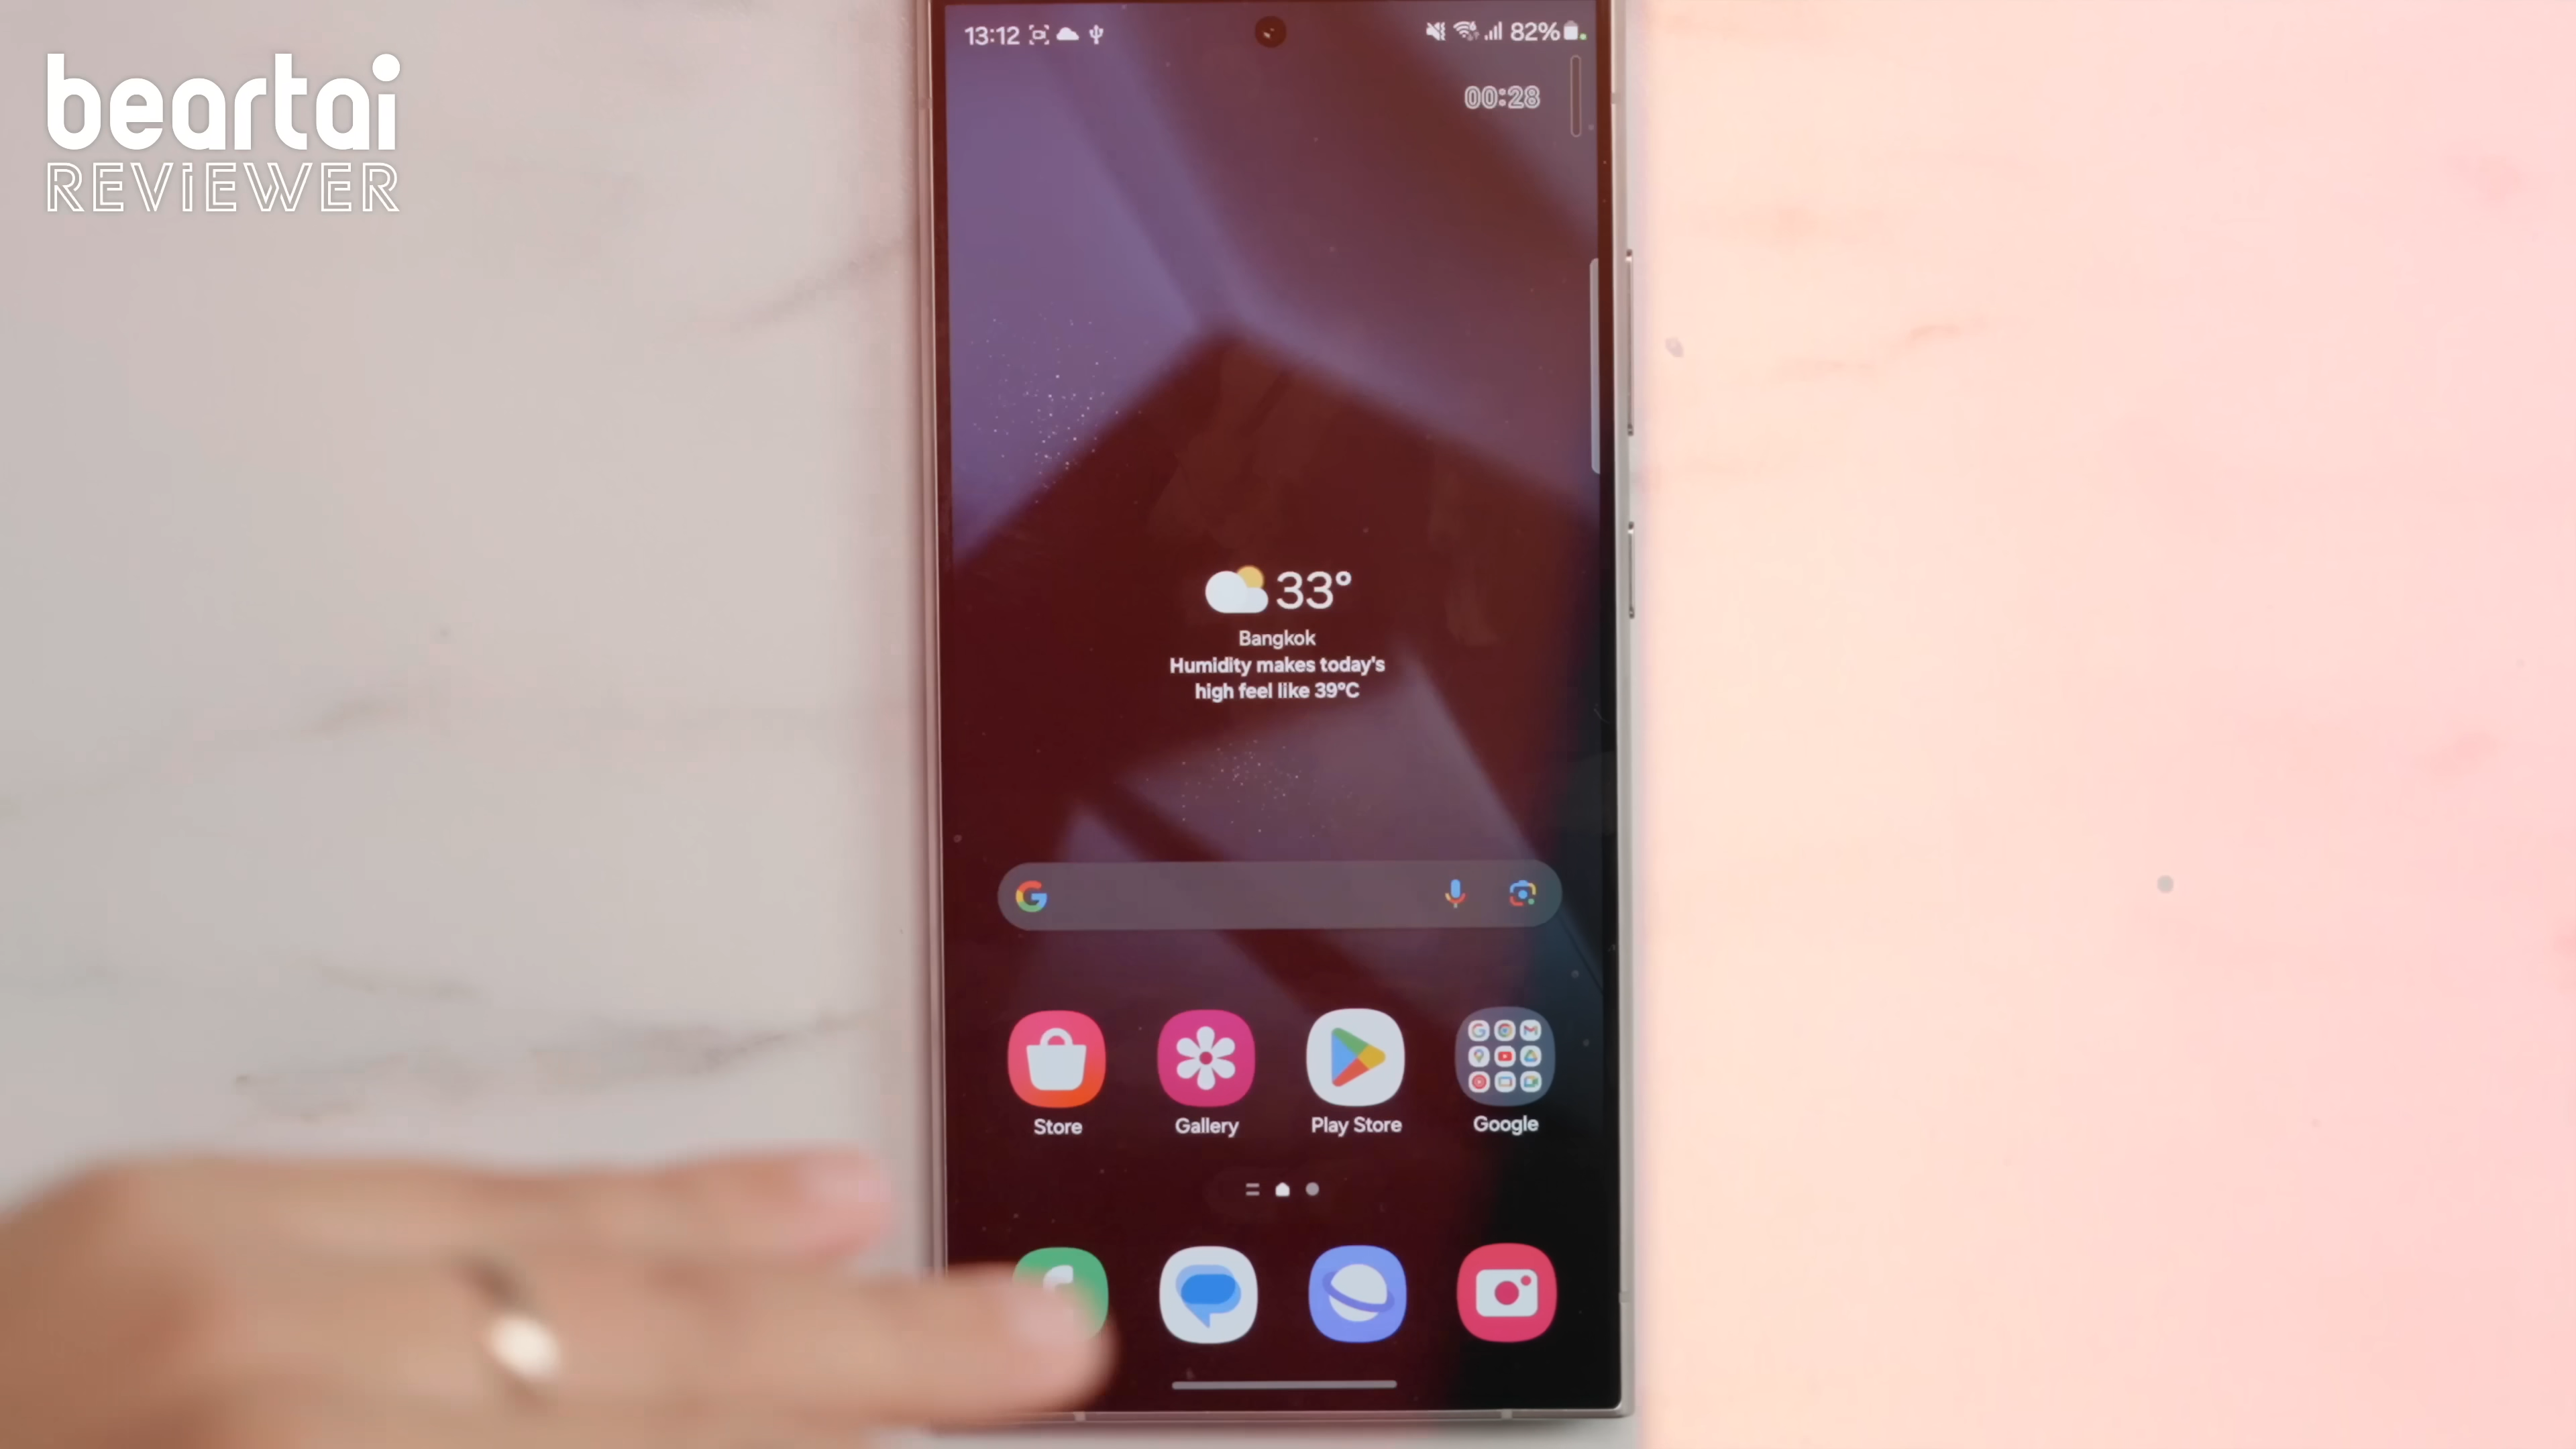 beartai
REVIEWER
13:12
82%
00:28
33°
Bangkok
Humidity makes today's
high feel like 39°C
Store
Gallery
Play Store
Google